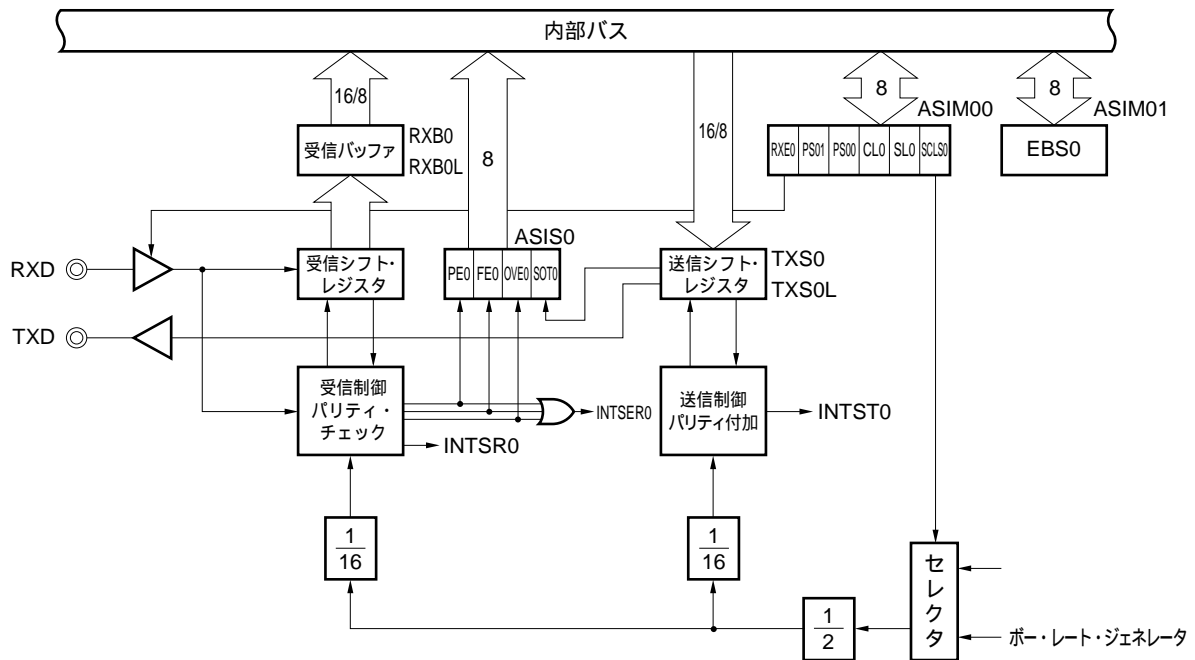 内部バス
16/8
受信バッファ
RXB0
RXB0L
8
16/8
8
ASIM00
RXE0 PS01 PS00 CL0 SL0 SCLS0
8
ASIM01
EBS0
RXD
受信シフト・
レジスタ
ASIS0
PE0 FE0 OVE0 SOT0
送信シフト・
レジスタ
TXS0
TXS0L
TXD
受信制御
パリティ・
チェック
INTSER0
INTSR0
送信制御
パリティ付加
INTST0
1
16
1
16
1
2
セレクタ
ボー・レート・ジェネレータ